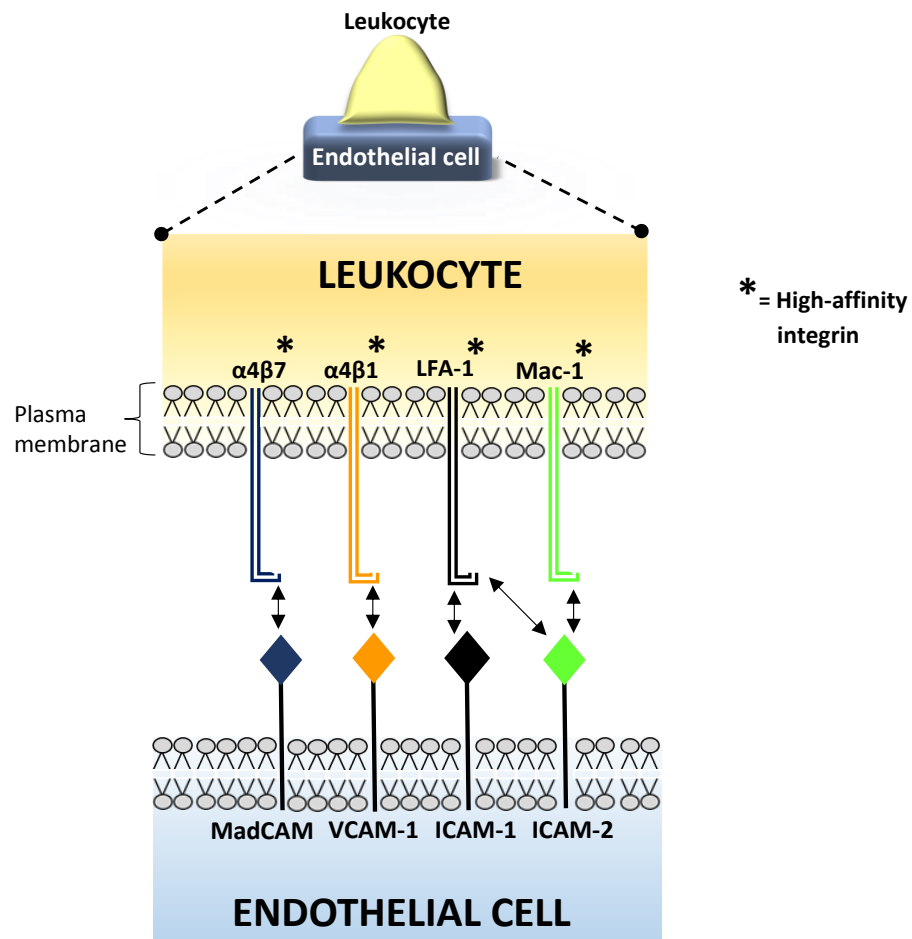 Leukocyte
Endothelial cell
LEUKOCYTE
* = High-affinity
integrin
α4β7* α4β1* LFA-1* Mac-1*
Plasma
membrane
MadCAM VCAM-1 ICAM-1 ICAM-2
ENDOTHELIAL CELL